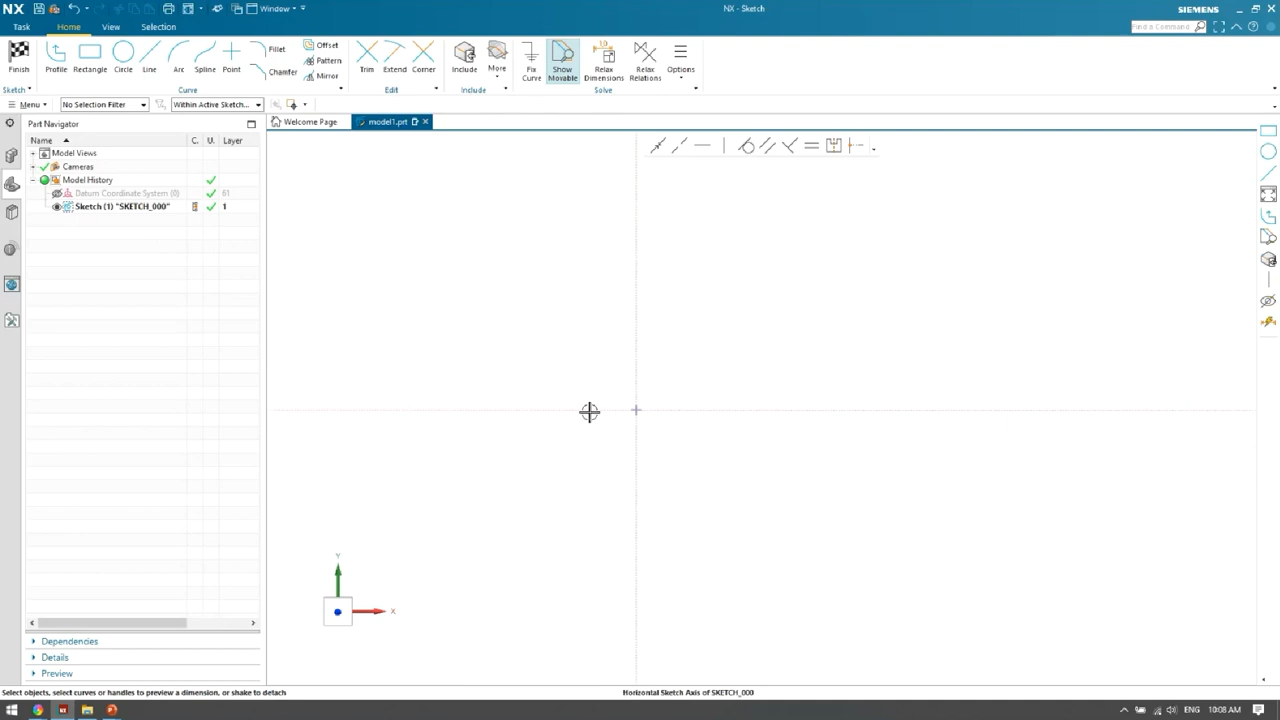 NX
Window
NX - Sketch
SIEMENS
Task
Home
View
Selection
Find a Command
Finish
Profile
Rectangle
Circle
Line
Arc
Spline
Point
Fillet
Chamfer
Offset
Pattern
Mirror
Trim
Extend
Corner
Include
More
Fix
Curve
Show
Movable
Relax
Dimensions
Relax
Relations
Options
Sketch
Curve
Edit
Include
Solve
Menu
No Selection Filter
Within Active Sketch...
Part Navigator
Welcome Page
model1.prt
Name
C.
U.
Layer
Model Views
Cameras
Model History
Datum Coordinate System (0)
61
Sketch (1) "SKETCH_000"
1
Y
X
Dependencies
Details
Preview
Select objects, select curves or handles to preview a dimension, or shake to detach
Horizontal Sketch Axis of SKETCH_000
ENG
10:08 AM